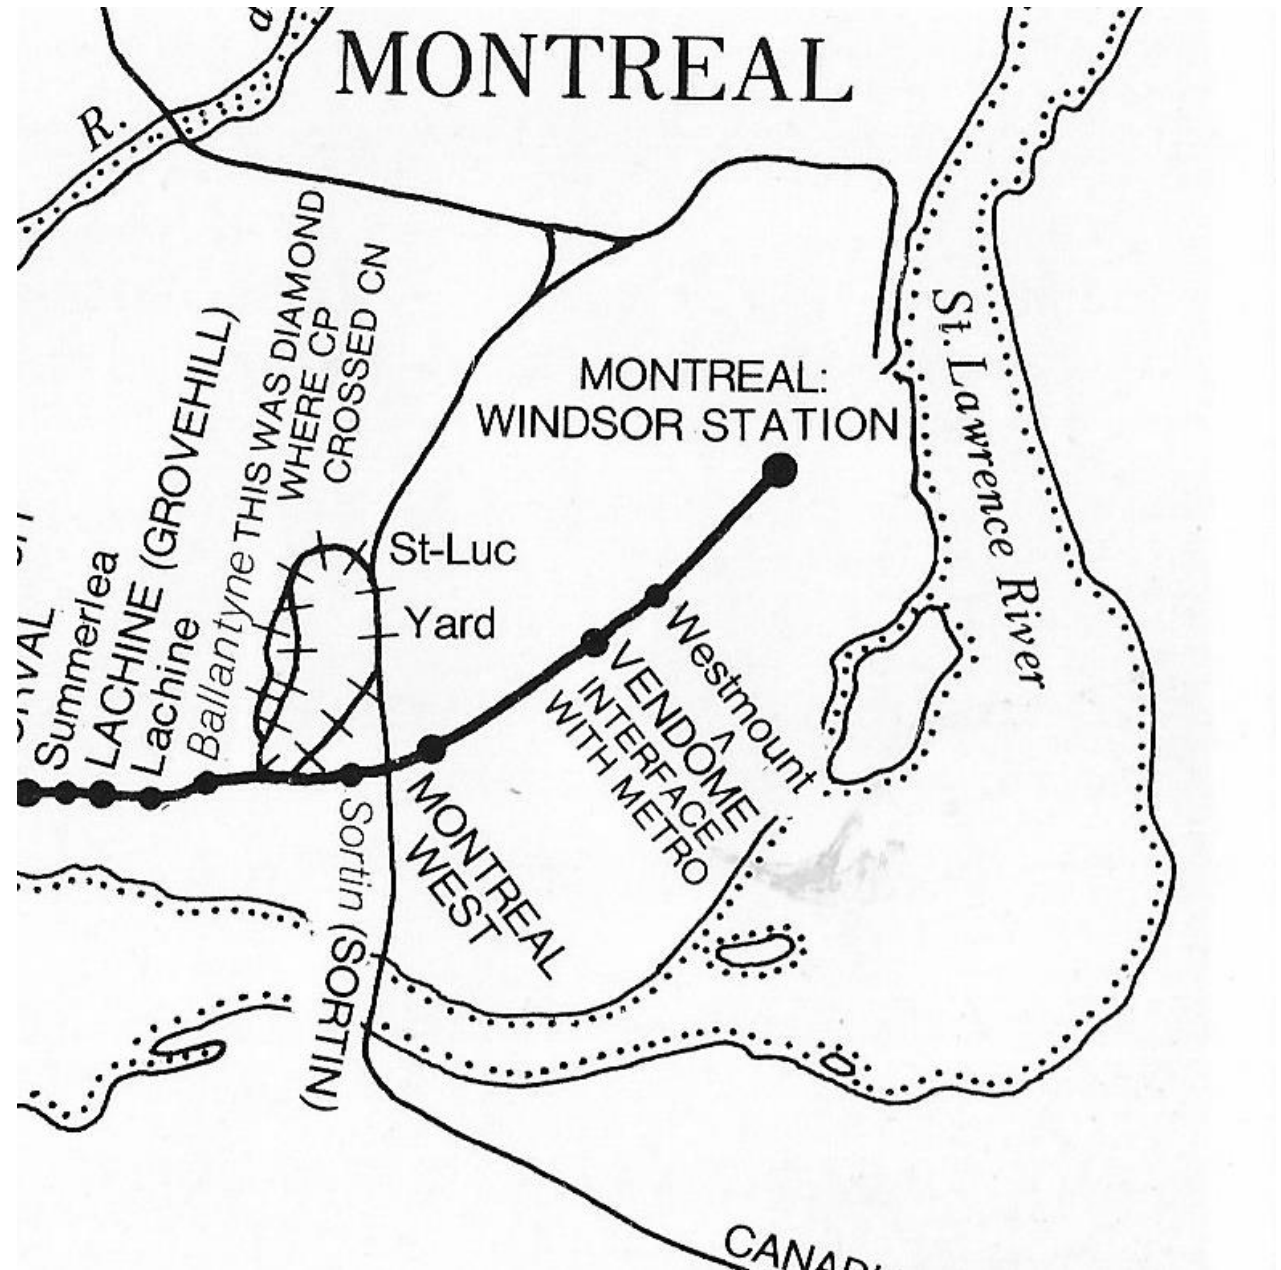 MONTREAL
R.
St. Lawrence River
MONTREAL:
WINDSOR STATION
THIS WAS DIAMOND
WHERE CP
CROSSED CN
St-Luc
Yard
Summerlea
LACHINE (GROVEHILL)
Lachine
Ballantyne
Sortin (SORTIN)
MONTREAL
WEST
Westmount
VENDOME
INTERFACE
WITH METRO